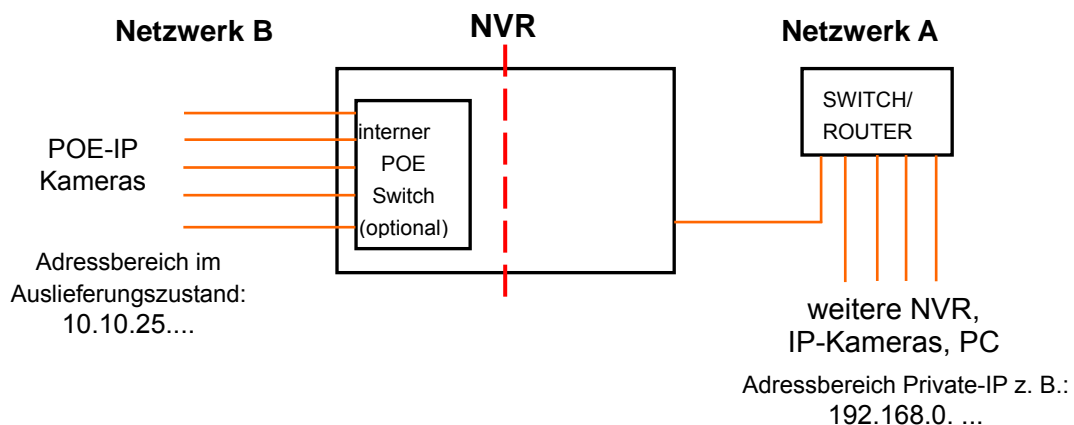 Netzwerk B
NVR
Netzwerk A
POE-IP
Kameras
interner
POE
Switch
(optional)
SWITCH/
ROUTER
Adressbereich im
Auslieferungszustand:
10.10.25....
weitere NVR,
IP-Kameras, PC
Adressbereich Private-IP z. B.:
192.168.0. ...